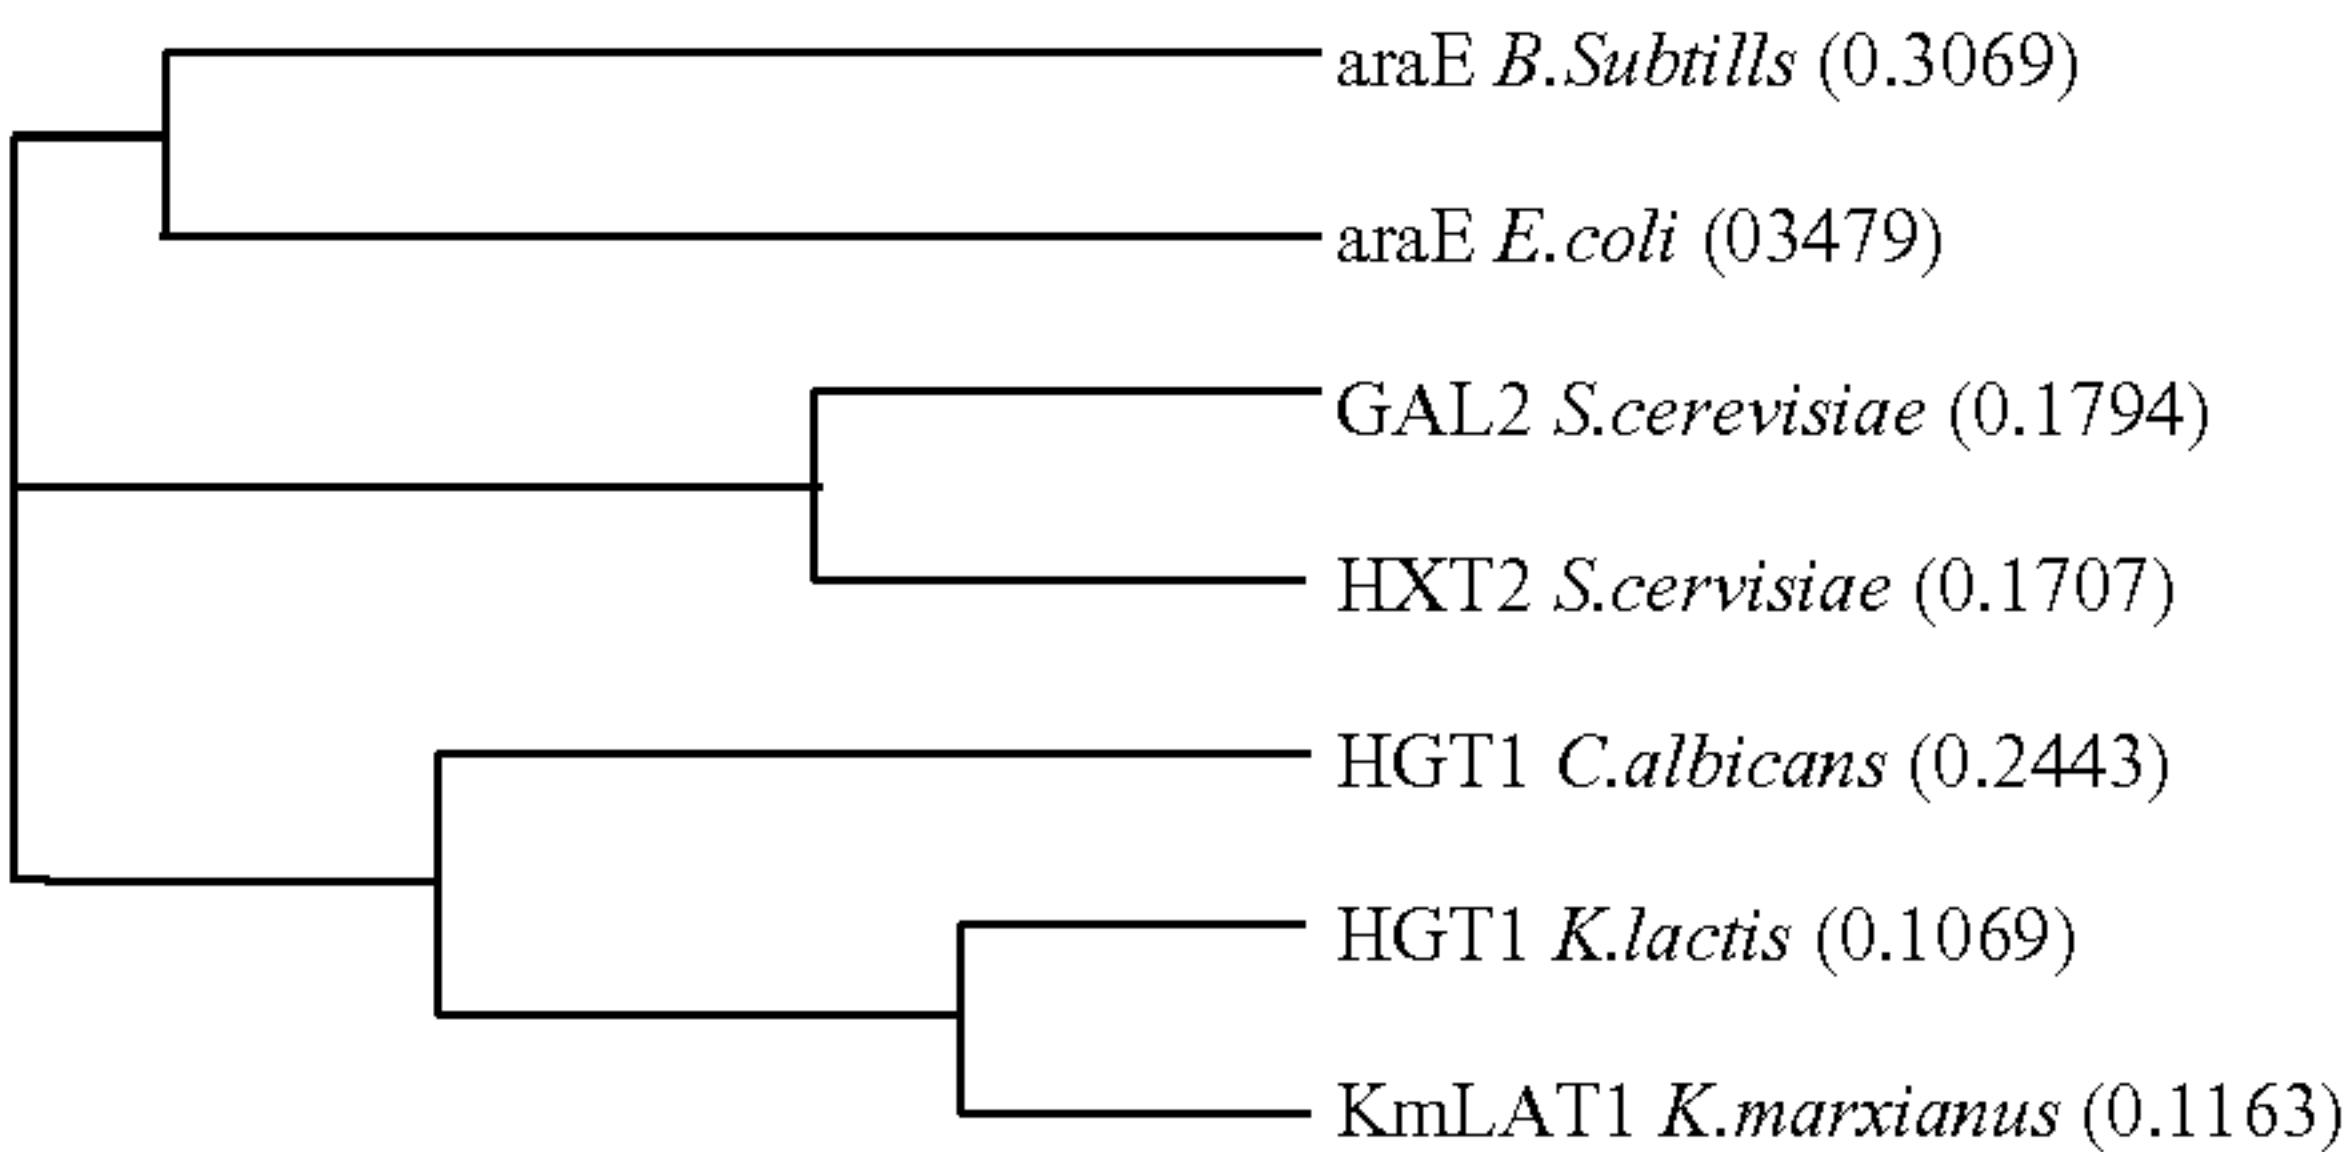 araE B.Subtills (0.3069)
araE E.coli (03479)
GAL2 S.cerevisiae (0.1794)
HXT2 S.cervisiae (0.1707)
HGT1 C.albicans (0.2443)
HGT1 K.lactis (0.1069)
KmLAT1 K.marxianus (0.1163)